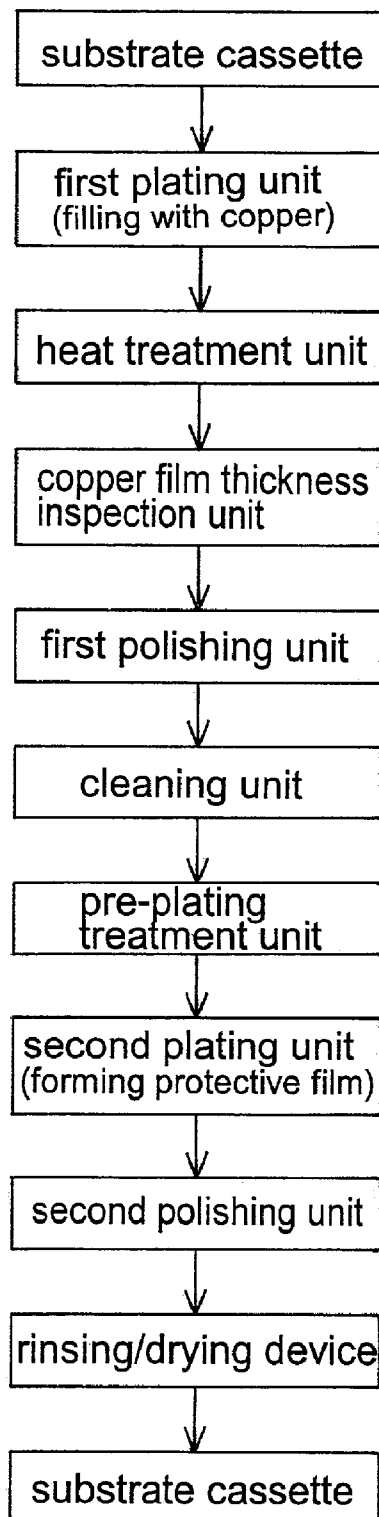 substrate cassette
first plating unit
(filling with copper)
heat treatment unit
copper film thickness
inspection unit
first polishing unit
cleaning unit
pre-plating
treatment unit
second plating unit
(forming protective film)
second polishing unit
rinsing/drying device
substrate cassette